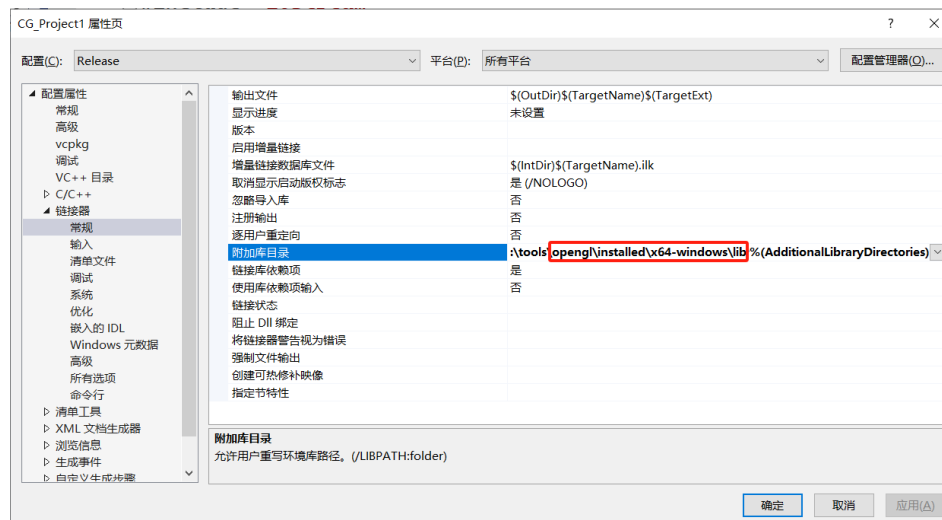 CG_Project1 属性页 ?
配置(C): Release 平台(P): 所有平台 配置管理器(O)...
配置属性
常规
高级
vcpkg
调试
VC++ 目录
C/C++
链接器
常规
输入
清单文件
调试
系统
优化
嵌入的 IDL
Windows 元数据
高级
所有选项
命令行
清单工具
XML 文档生成器
浏览信息
生成事件
自定义生成步骤
输出文件 $(OutDir)$(TargetName)$(TargetExt)
显示进度 未设置
版本
启用增量链接
增量链接数据库文件 $(IntDir)$(TargetName).ilk
取消显示启动版权标志 是 (/NOLOGO)
忽略导入库 否
注册输出 否
逐用户重定向 否
附加库目录 :\tools\opengl\installed\x64-windows\lib;%(AdditionalLibraryDirectories)
链接库依赖项 是
使用库依赖项输入 否
链接状态
阻止 Dll 绑定
将链接器警告视为错误
强制文件输出
创建可热修补映像
指定节特性
附加库目录
允许用户重写环境库路径。(/LIBPATH:folder)
确定 取消 应用(A)